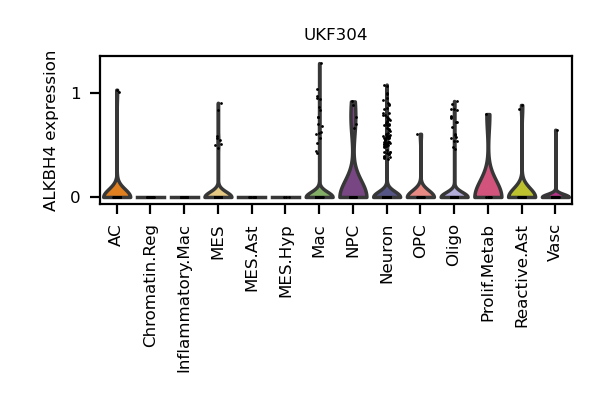 UKF304
ALKBH4 expression
1
0
AC
Chromatin.Reg
Inflammatory.Mac
MES
MES.Ast
MES.Hyp
Mac
NPC
Neuron
OPC
Oligo
Prolif.Metab
Reactive.Ast
Vasc